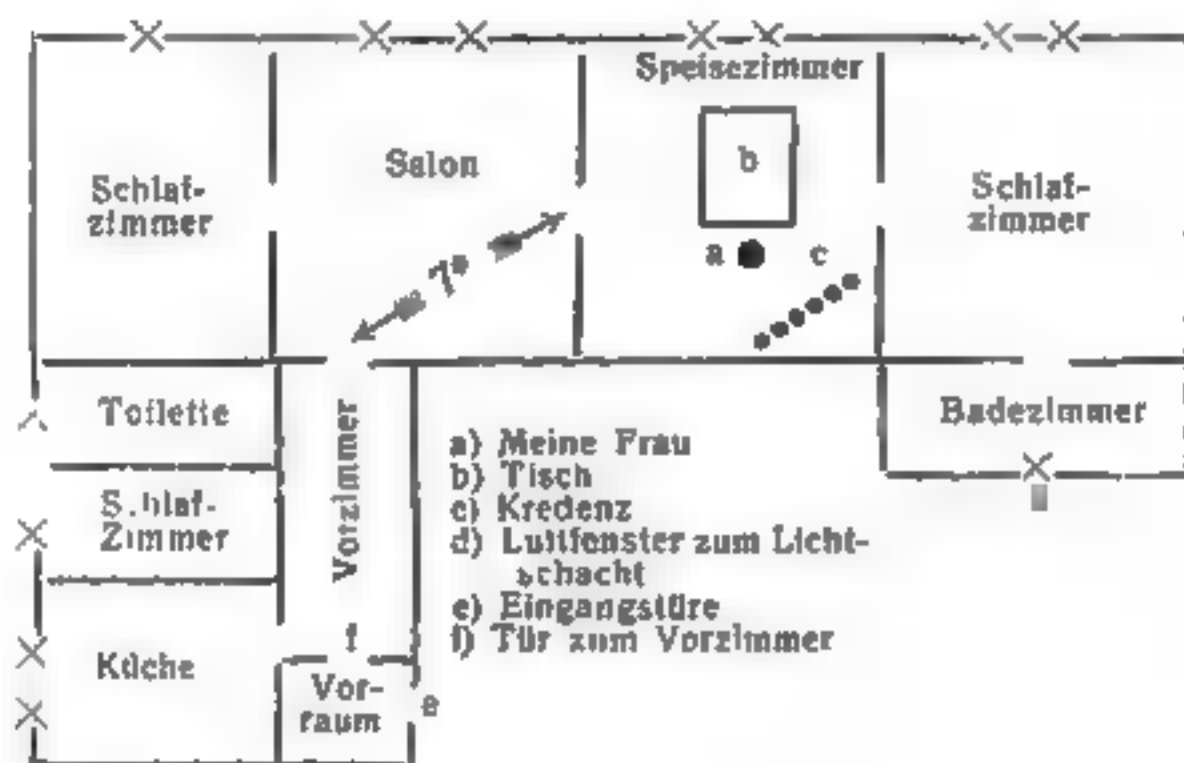 Speisezimmer
Salon
b
Schlaf-
zimmer
Schlaf-
zimmer
a
c
7°
Toilette
Badezimmer
Vorzimmer
a) Meine Frau
b) Tisch
c) Kredenz
d) Luftfenster zum Licht-
schacht
e) Eingangstüre
f) Tür zum Vorzimmer
Schlaf-
Zimmer
f
Küche
Vor-
raum
e